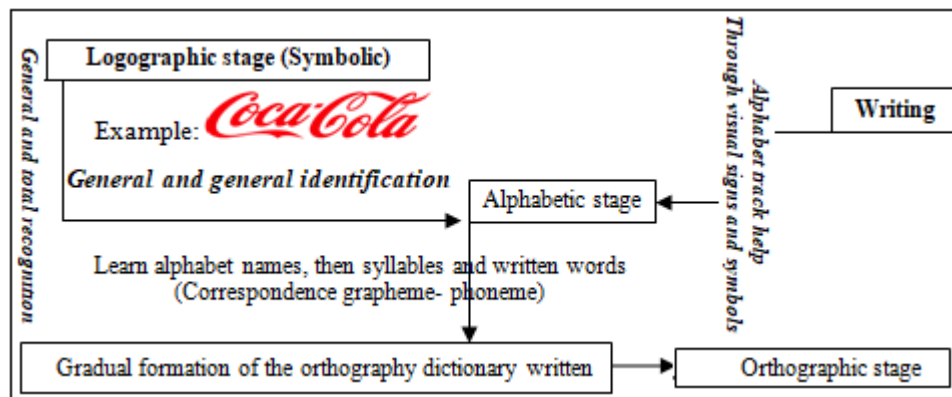 General and total recognition
Logographic stage (Symbolic)
Example: Coca-Cola
General and general identification
Alphabetic stage
Through visual signs and symbols
Alphabet track help
Writing
Learn alphabet names, then syllables and written words
(Correspondence grapheme- phoneme)
Gradual formation of the orthography dictionary written
Orthographic stage